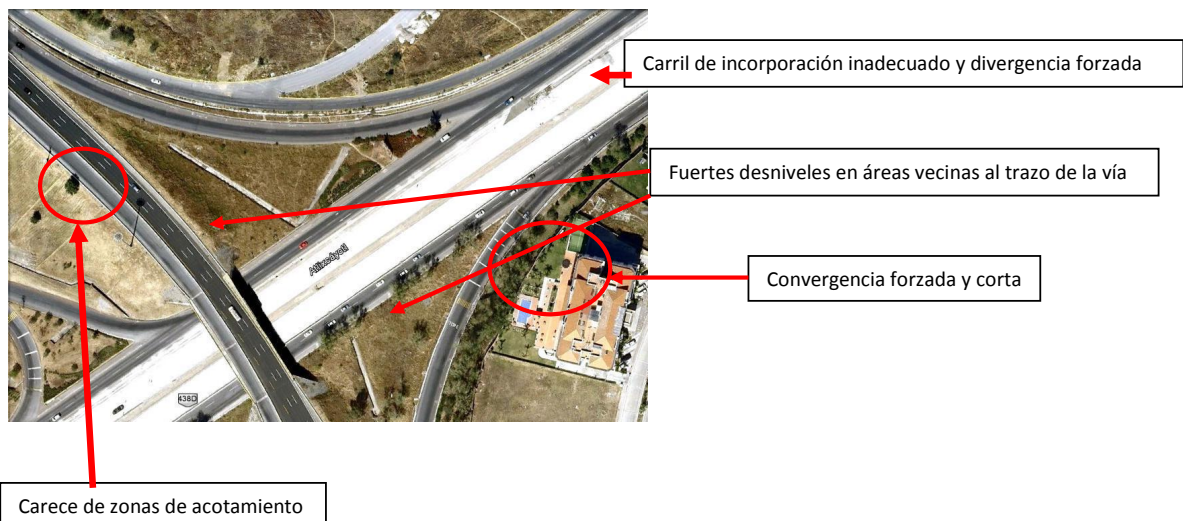 Carril de incorporación inadecuado y divergencia forzada
Fuertes desniveles en áreas vecinas al trazo de la vía
Atlixcáyotl
Convergencia forzada y corta
438D
Carece de zonas de acotamiento